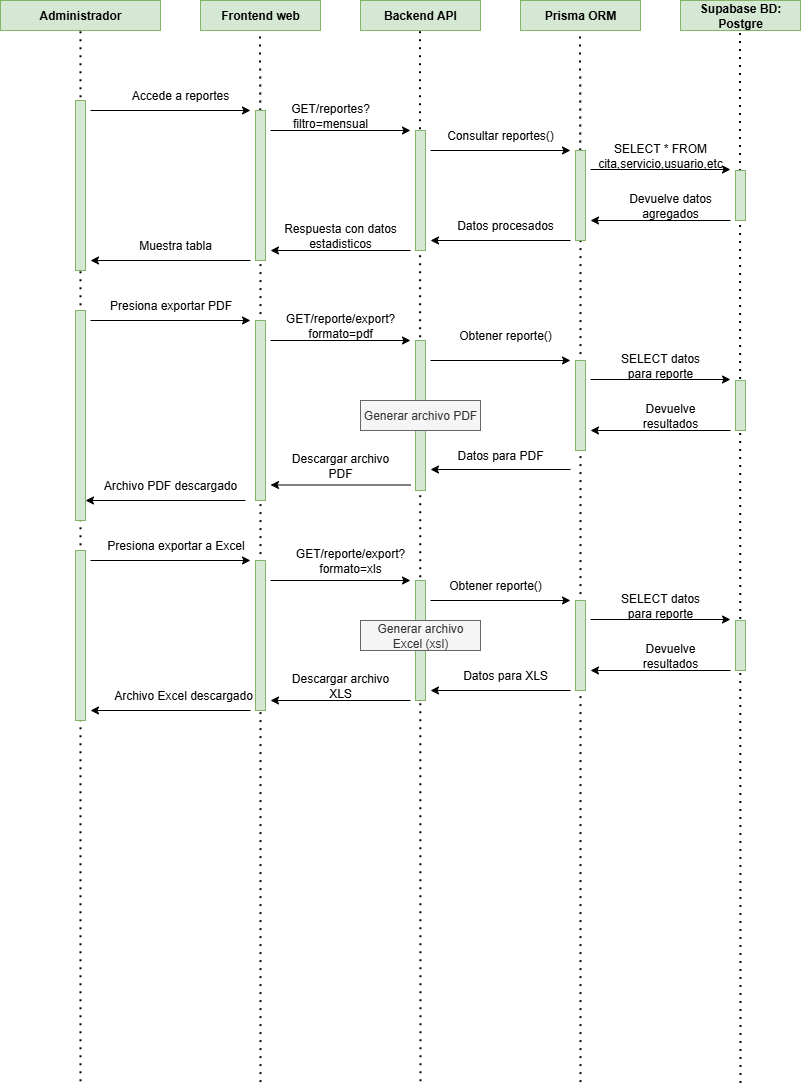 Administrador
Frontend web
Backend API
Prisma ORM
Supabase BD:
Postgre
Accede a reportes
GET/reportes?
filtro=mensual
Consultar reportes()
SELECT * FROM
cita,servicio,usuario,etc
Devuelve datos
agregados
Datos procesados
Respuesta con datos
estadisticos
Muestra tabla
Presiona exportar PDF
GET/reporte/export?
formato=pdf
Obtener reporte()
SELECT datos
para reporte
Generar archivo PDF
Devuelve
resultados
Datos para PDF
Descargar archivo
PDF
Archivo PDF descargado
Presiona exportar a Excel
GET/reporte/export?
formato=xls
Obtener reporte()
SELECT datos
para reporte
Generar archivo
Excel (xsl)
Devuelve
resultados
Datos para XLS
Descargar archivo
XLS
Archivo Excel descargado